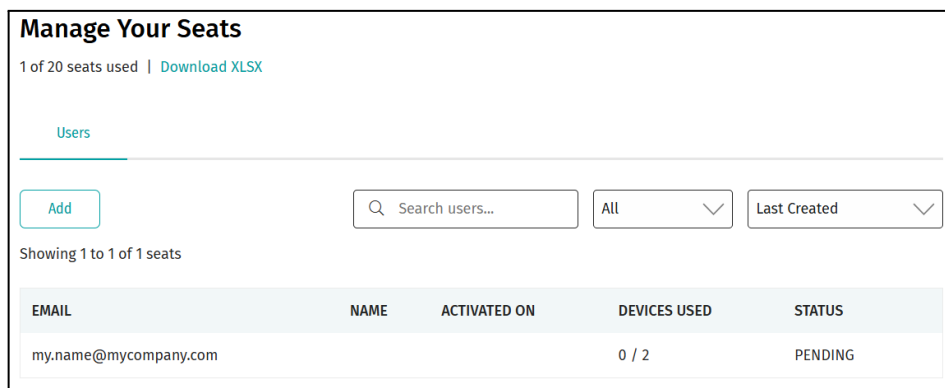 Manage Your Seats
1 of 20 seats used | Download XLSX
Users
Add Search users... All Last Created
Showing 1 to 1 of 1 seats
EMAIL NAME ACTIVATED ON DEVICES USED STATUS
my.name@mycompany.com 0 / 2 PENDING